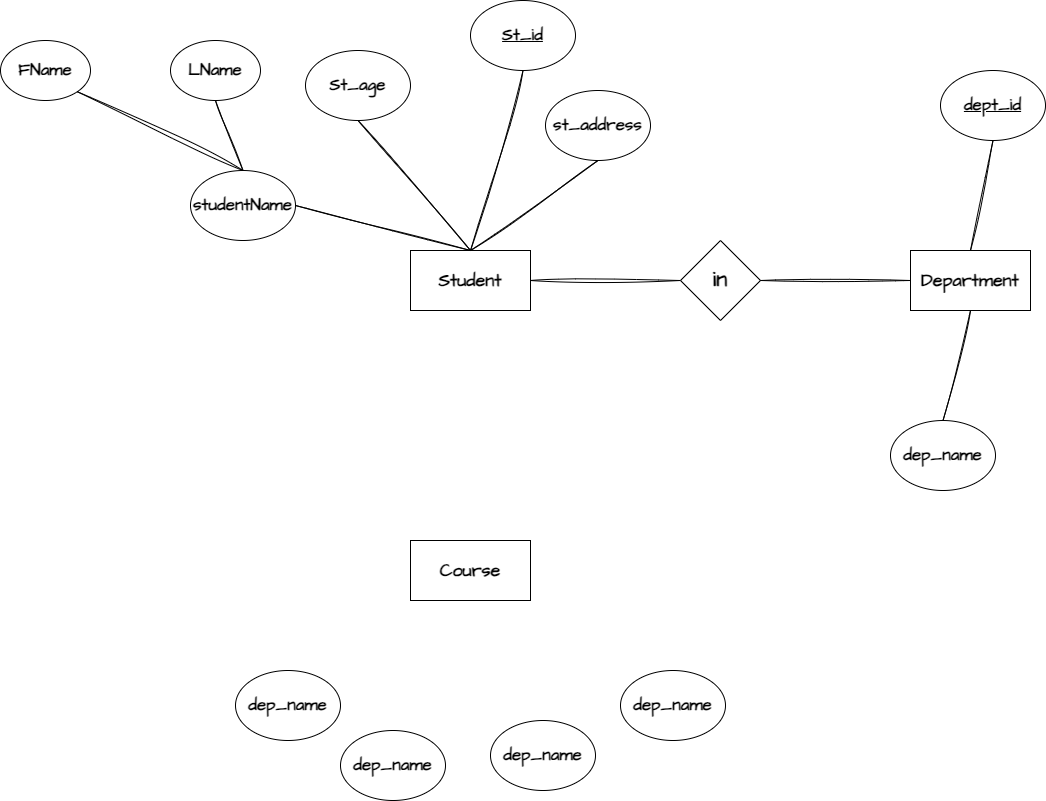 St_id
FName
LName
St_age
dept_id
st_address
studentName
Student
in
Department
dep_name
Course
dep_name
dep_name
dep_name
dep_name